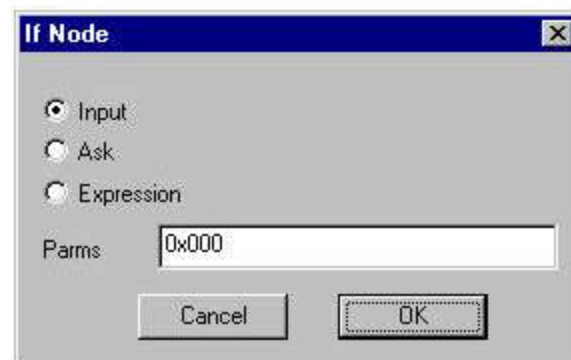 If Node
Input
Ask
Expression
Parms 0x000
Cancel OK